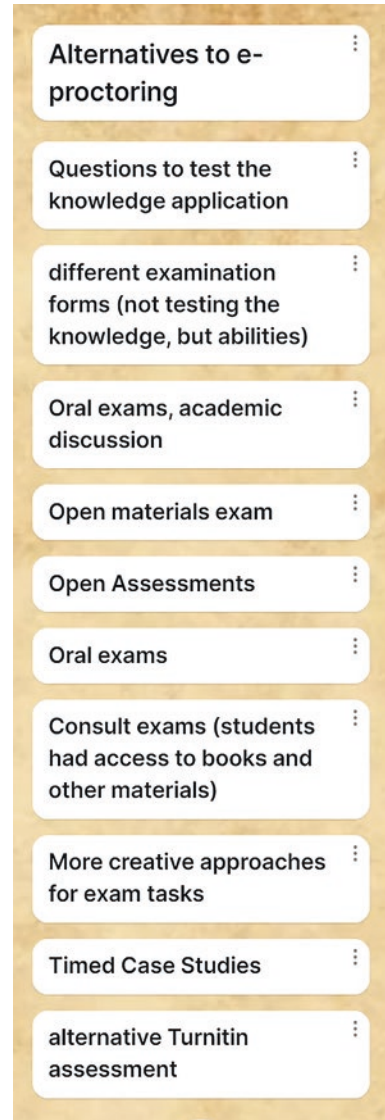 Alternatives to e-
proctoring
Questions to test the
knowledge application
different examination
forms (not testing the
knowledge, but abilities)
Oral exams, academic
discussion
Open materials exam
Open Assessments
Oral exams
Consult exams (students
had access to books and
other materials)
More creative approaches
for exam tasks
Timed Case Studies
alternative Turnitin
assessment